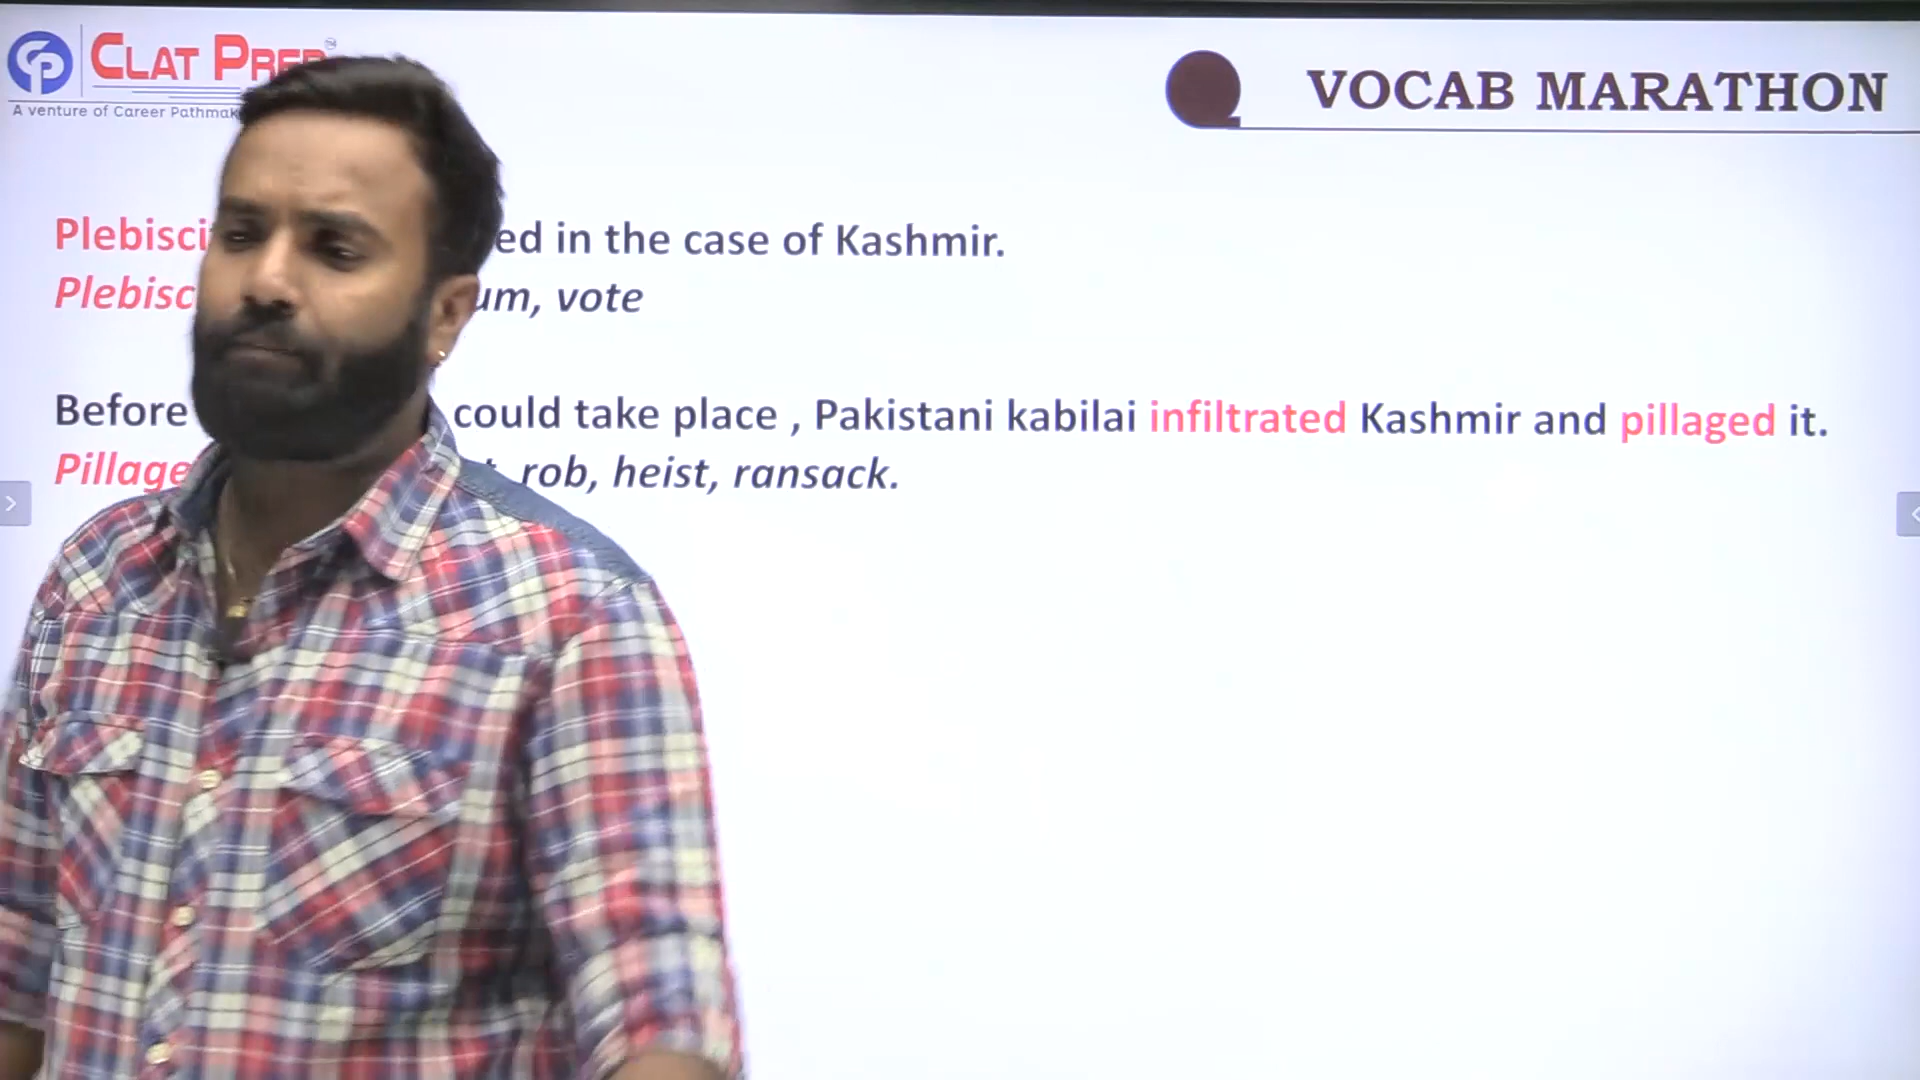 CLAT PREP
A venture of Career Pathmak
VOCAB MARATHON
Plebisci ed in the case of Kashmir.
Plebisc um, vote
Before could take place , Pakistani kabilai infiltrated Kashmir and pillaged it.
Pillage rob, heist, ransack.